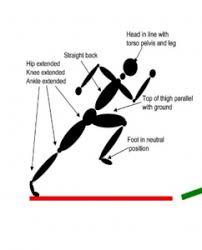 Head in line with
torso pelvis and leg
Straight back
Hip extended
Knee extended
Ankle extended
Top of thigh parallel
with ground
Foot in neutral
position